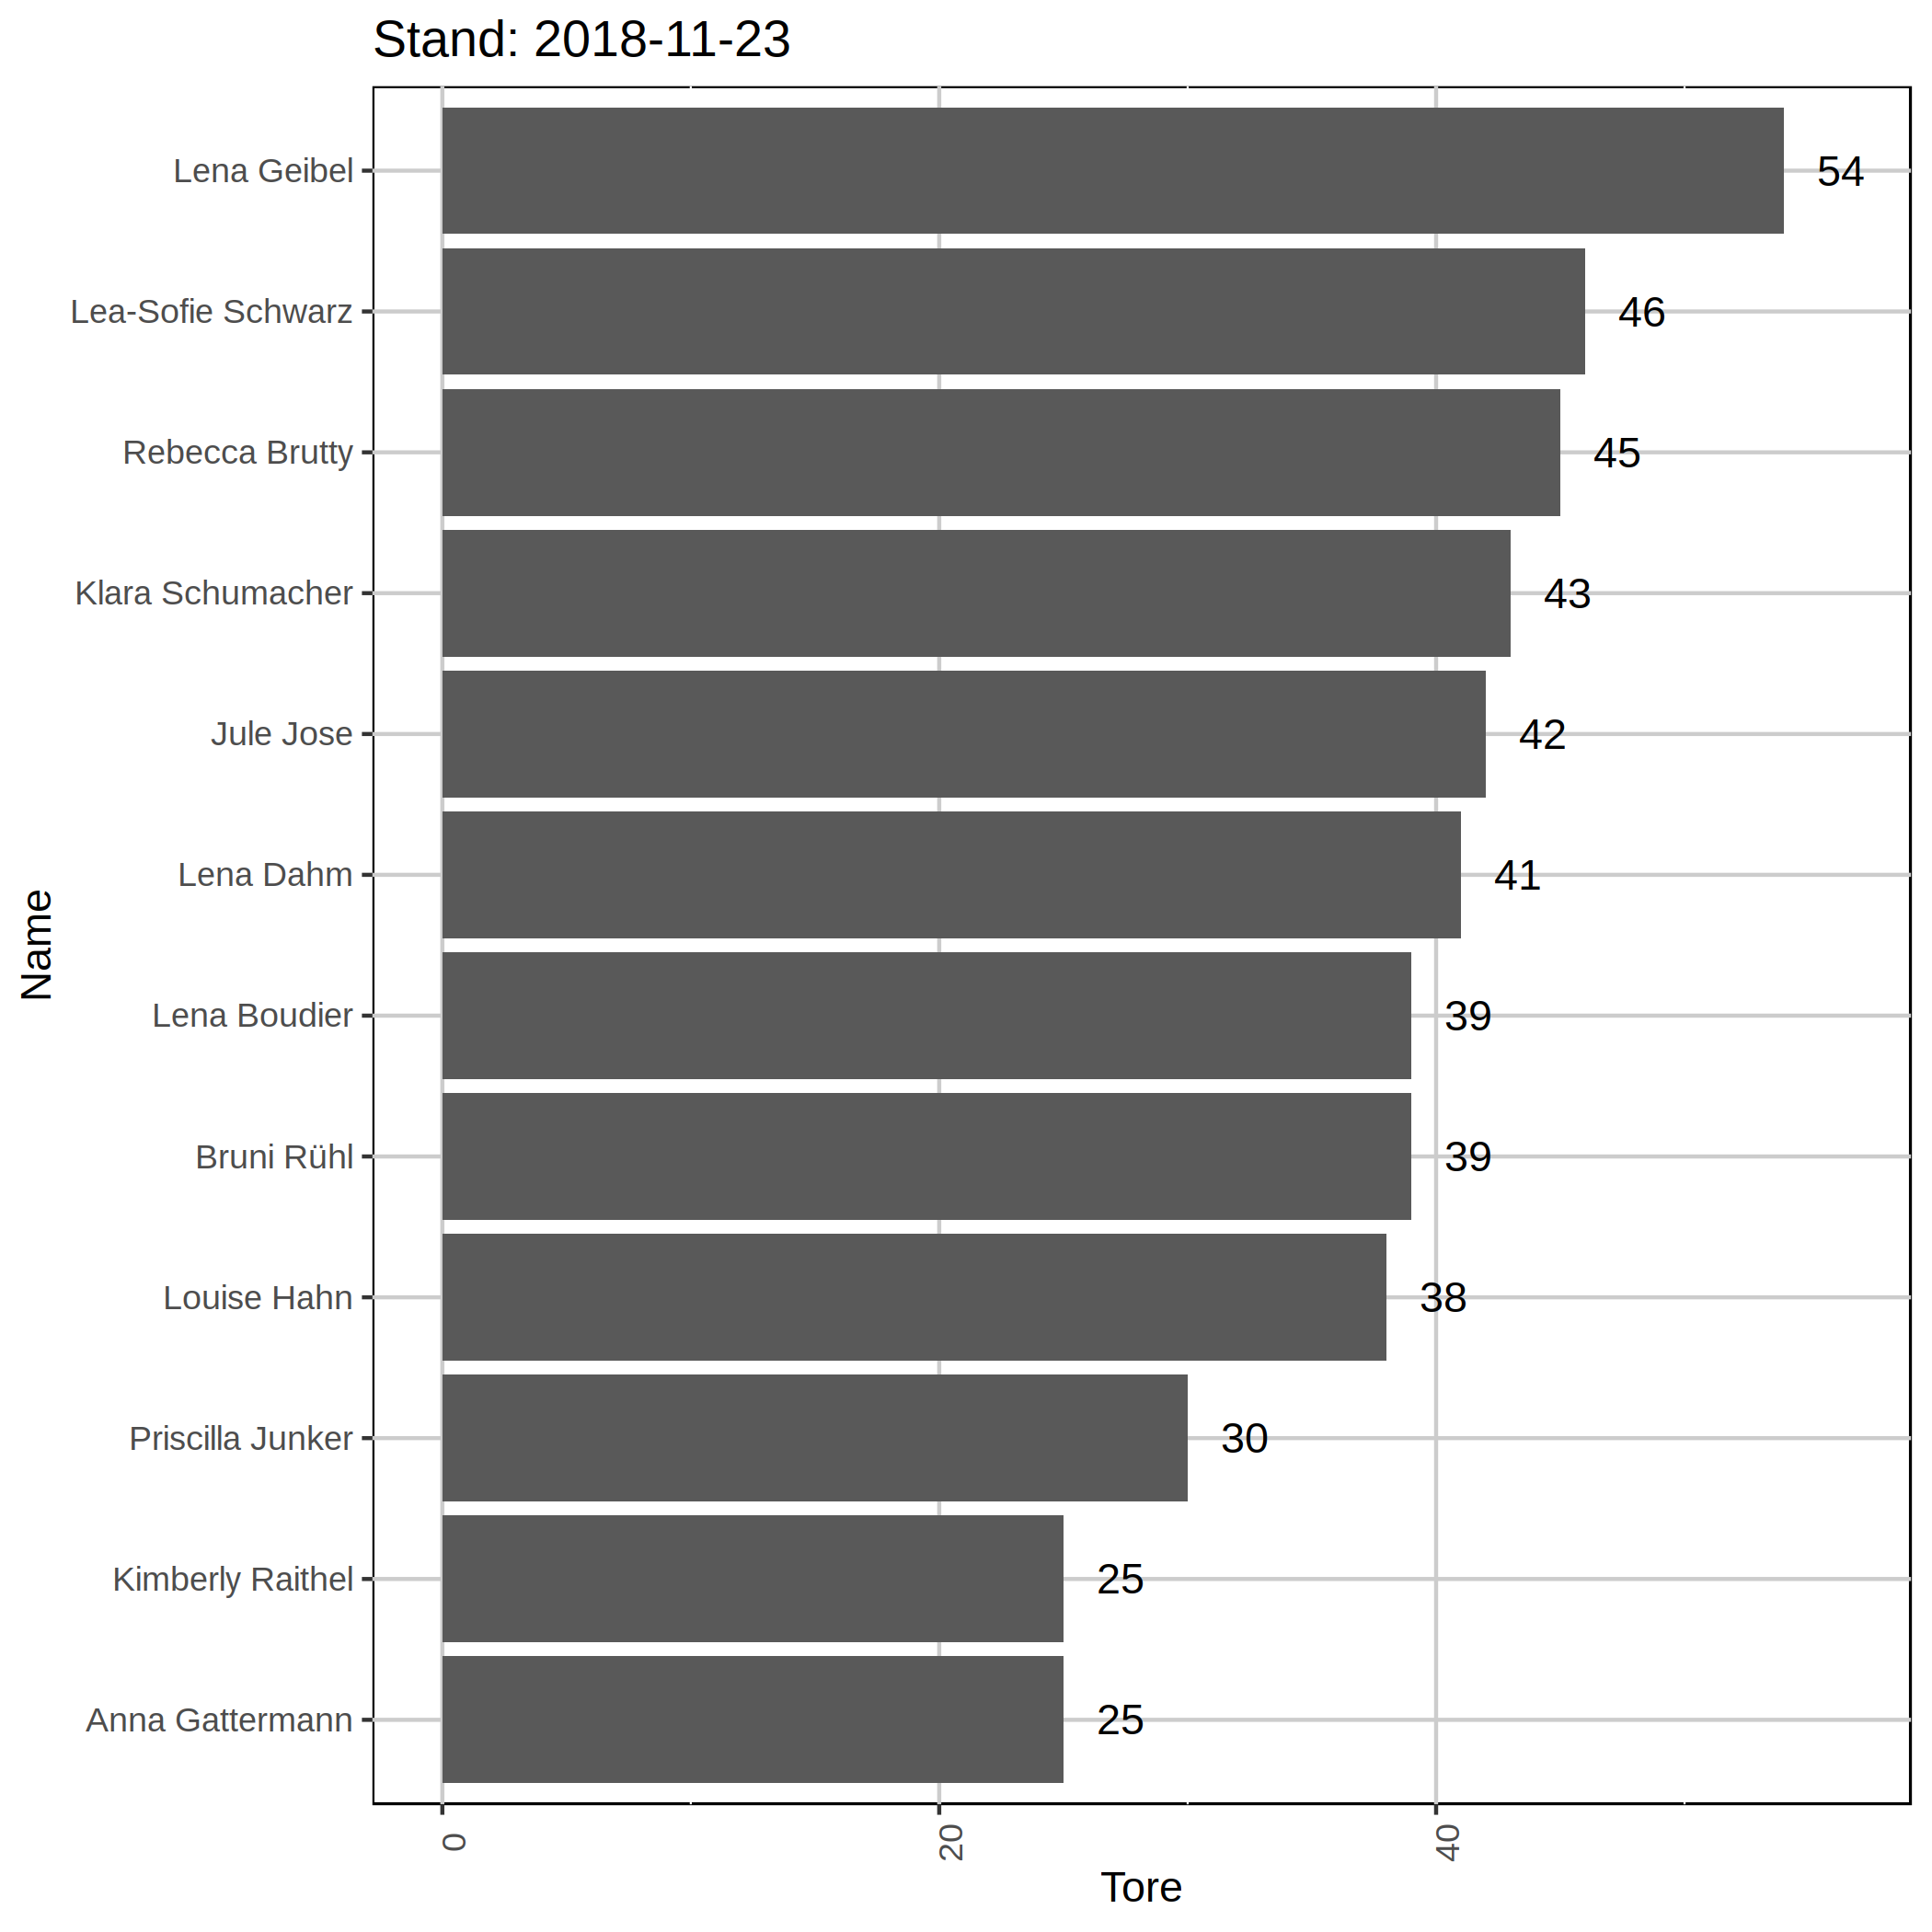 Stand: 2018-11-23
Lena Geibel 54
Lea-Sofie Schwarz 46
Rebecca Brutty 45
Klara Schumacher 43
Jule Jose 42
Lena Dahm 41
Lena Boudier 39
Bruni Rühl 39
Louise Hahn 38
Priscilla Junker 30
Kimberly Raithel 25
Anna Gattermann 25
Name
0 20 40
Tore